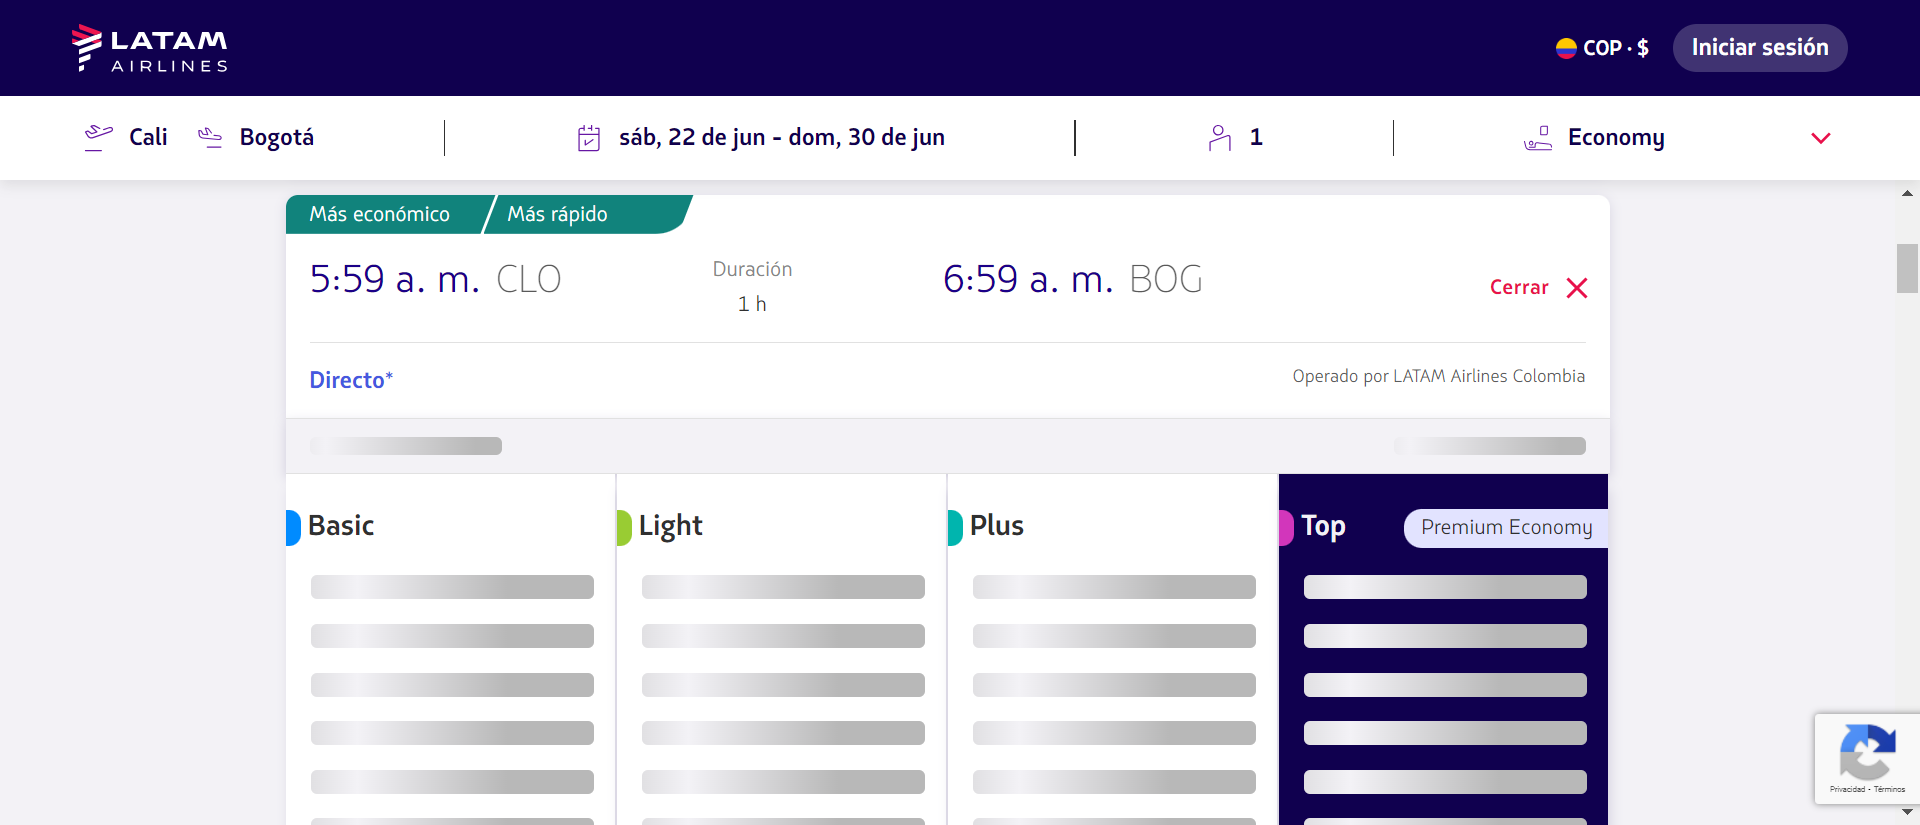 LATAM
AIRLINES
COP · $
Iniciar sesión
Cali
Bogotá
sáb, 22 de jun - dom, 30 de jun
1
Economy
Más económico
Más rápido
5:59 a. m. CLO
Duración
1 h
6:59 a. m. BOG
Cerrar
Directo*
Operado por LATAM Airlines Colombia
Basic
Light
Plus
Top
Premium Economy
Privacidad - Términos